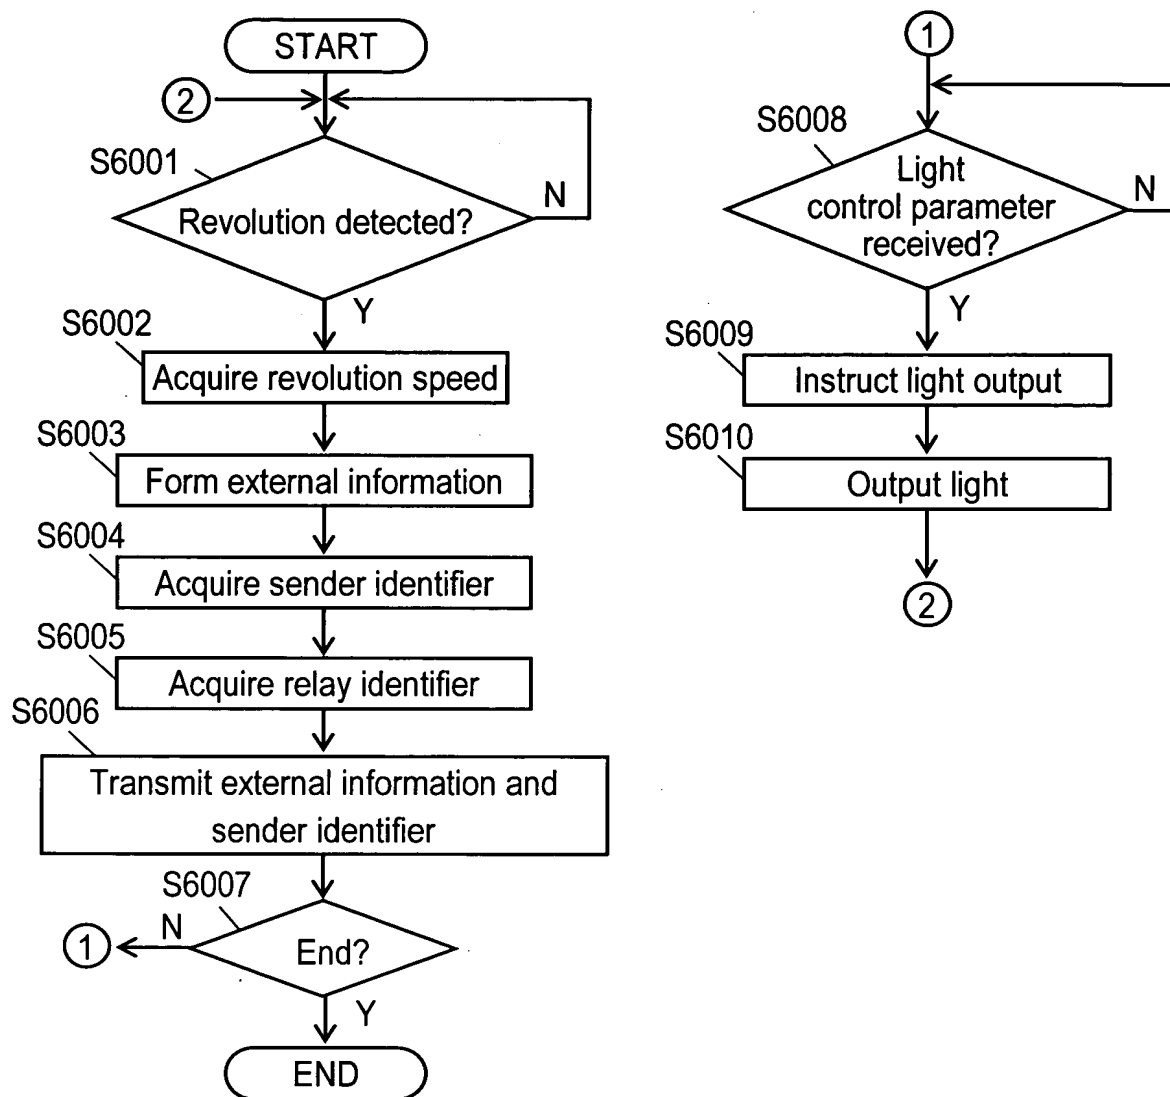 START
2
S6001
Revolution detected?
N
Y
S6002
Acquire revolution speed
S6003
Form external information
S6004
Acquire sender identifier
S6005
Acquire relay identifier
S6006
Transmit external information and
sender identifier
S6007
N
1
End?
Y
END
1
S6008
Light
control parameter
received?
N
Y
S6009
Instruct light output
S6010
Output light
2